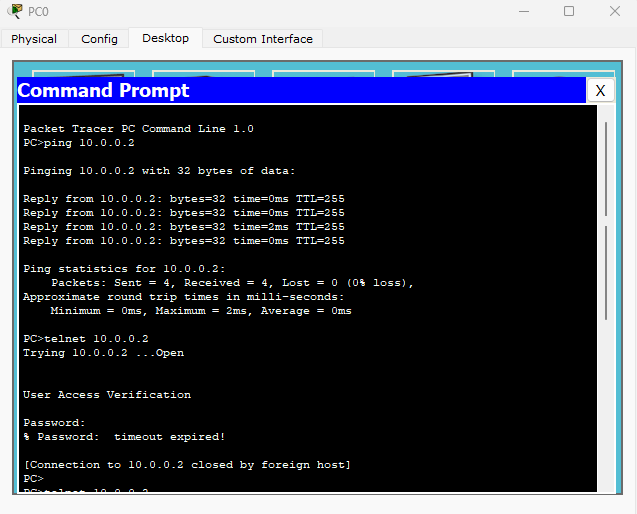 PC0
Physical Config Desktop Custom Interface
Command Prompt X
Packet Tracer PC Command Line 1.0
PC>ping 10.0.0.2
Pinging 10.0.0.2 with 32 bytes of data:
Reply from 10.0.0.2: bytes=32 time=0ms TTL=255
Reply from 10.0.0.2: bytes=32 time=0ms TTL=255
Reply from 10.0.0.2: bytes=32 time=2ms TTL=255
Reply from 10.0.0.2: bytes=32 time=0ms TTL=255
Ping statistics for 10.0.0.2:
    Packets: Sent = 4, Received = 4, Lost = 0 (0% loss),
Approximate round trip times in milli-seconds:
    Minimum = 0ms, Maximum = 2ms, Average = 0ms
PC>telnet 10.0.0.2
Trying 10.0.0.2 ...Open
User Access Verification
Password:
% Password:  timeout expired!
[Connection to 10.0.0.2 closed by foreign host]
PC>
PC>telnet 10.0.0.2